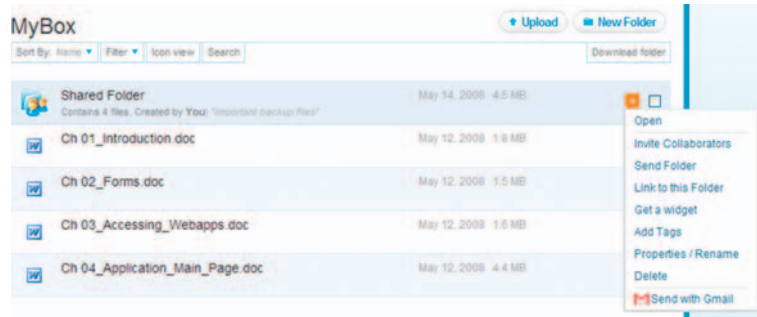 MyBox
Upload
New Folder
Sort By: Name
Filter
Icon view
Search
Download folder
Shared Folder
May 14, 2008 4.5 MB
Contains 4 files. Created by You: "important backup files"
Ch 01_Introduction.doc
May 12, 2008 1.8 MB
Ch 02_Forms.doc
May 12, 2008 1.5 MB
Ch 03_Accessing_Webapps.doc
May 12, 2008 1.6 MB
Ch 04_Application_Main_Page.doc
May 12, 2008 4.4 MB
Open
Invite Collaborators
Send Folder
Link to this Folder
Get a widget
Add Tags
Properties / Rename
Delete
Send with Gmail